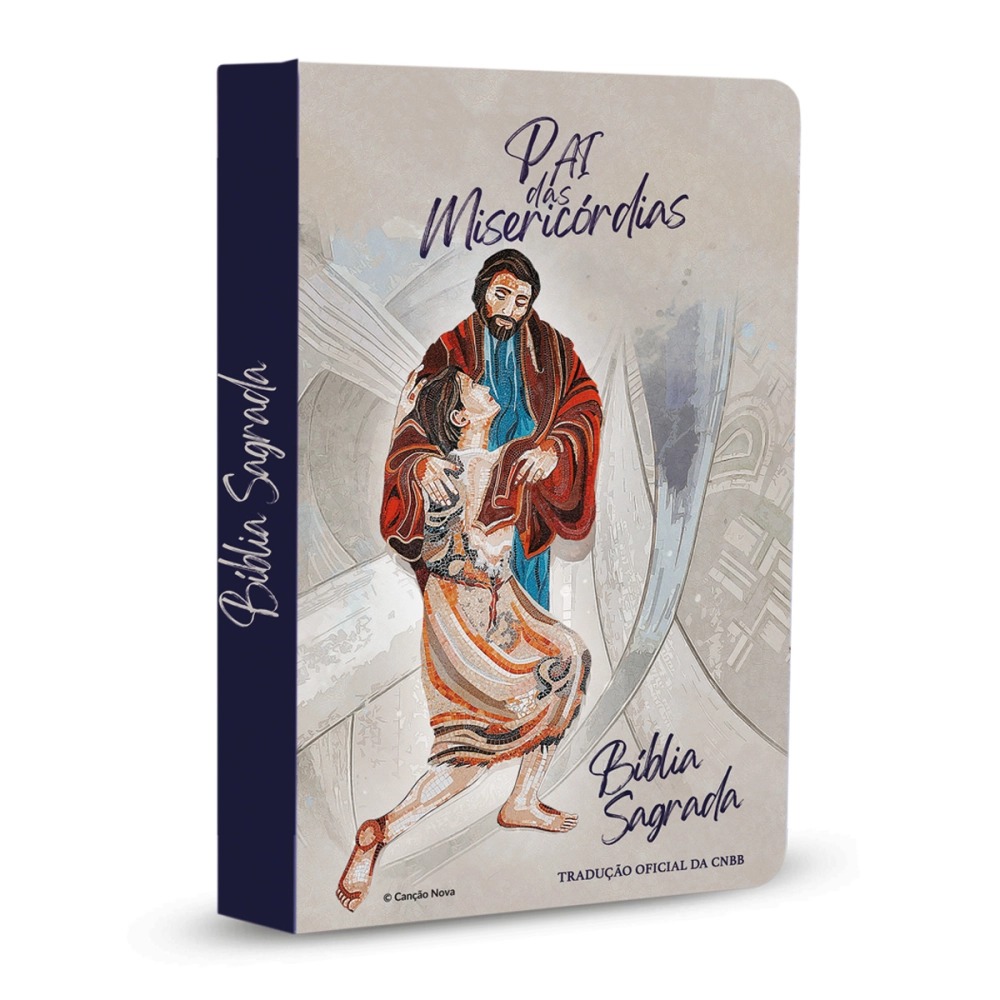 Bíblia Sagrada
PAI
das
Misericórdias
Bíblia
Sagrada
TRADUÇÃO OFICIAL DA CNBB
© Canção Nova